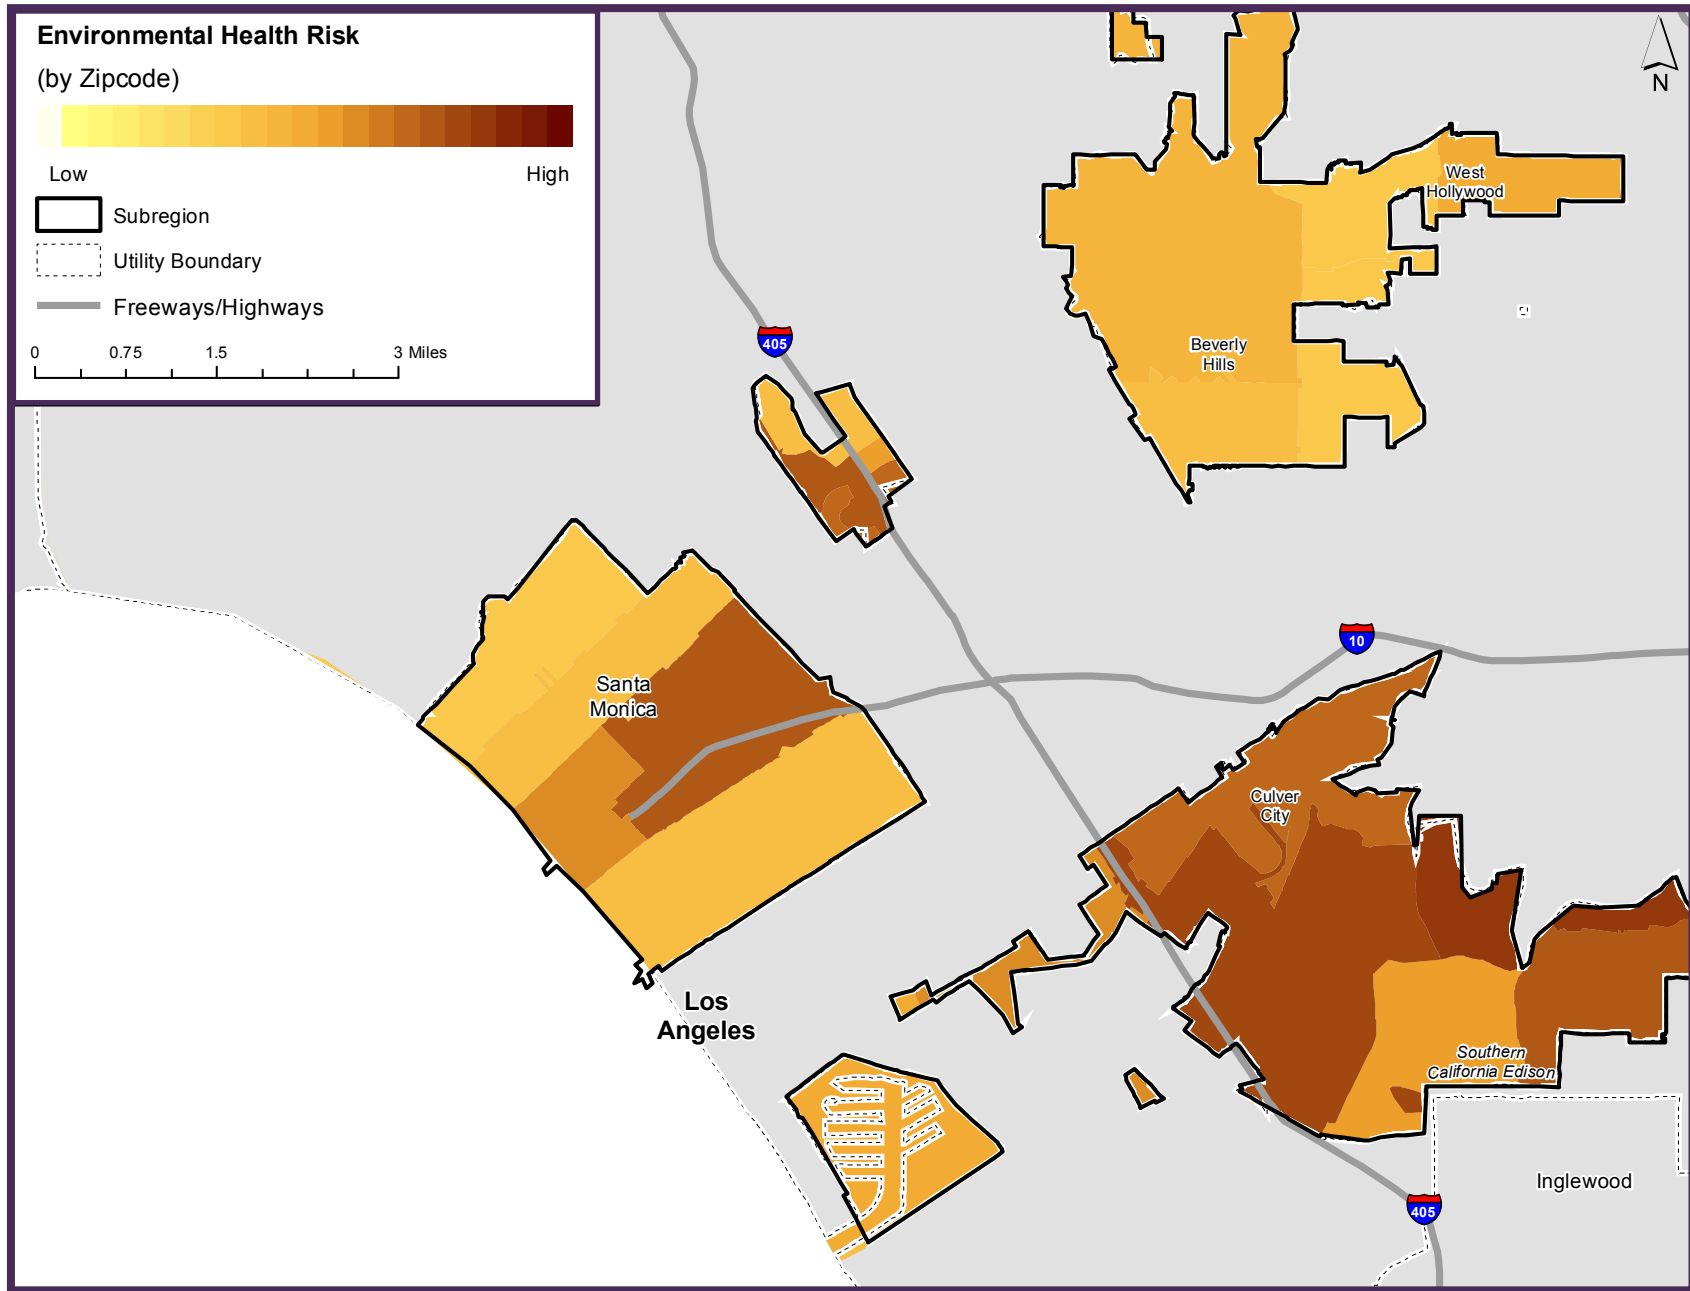 Environmental Health Risk
(by Zipcode)
Low
High
Subregion
Utility Boundary
Freeways/Highways
0
0.75
1.5
3 Miles
N
West
Hollywood
405
Beverly
Hills
10
Santa
Monica
Culver
City
Los
Angeles
Southern
California Edison
Inglewood
405